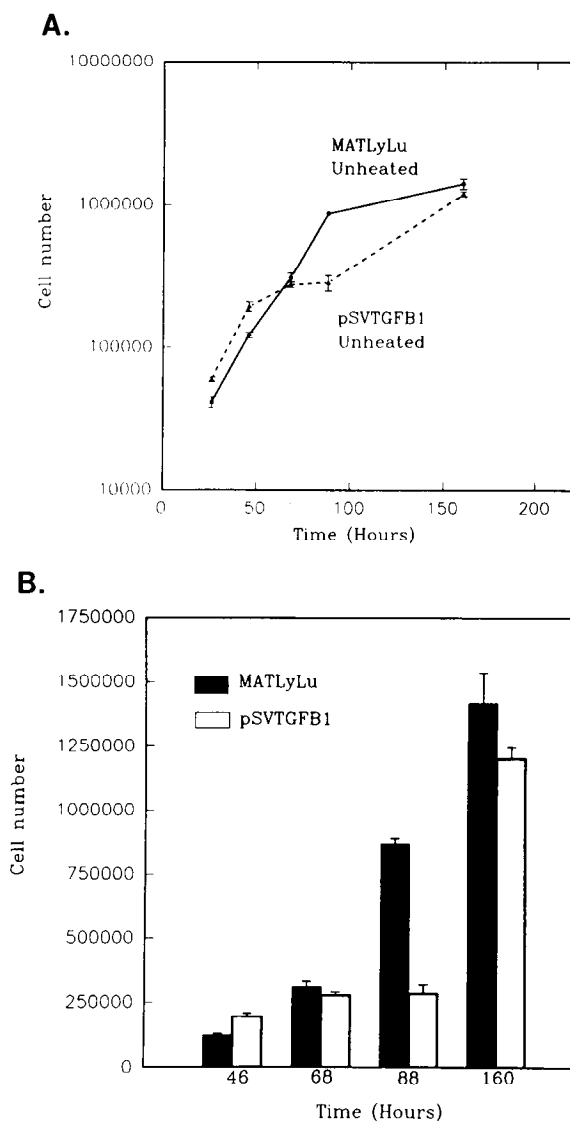 A.
10000000
1000000
100000
10000
Cell number
MATLyLu
Unheated
pSVTGFB1
Unheated
0 50 100 150 200
Time (Hours)
B.
1750000
1500000
1250000
1000000
750000
500000
250000
0
Cell number
MATLyLu
pSVTGFB1
46 68 88 160
Time (Hours)